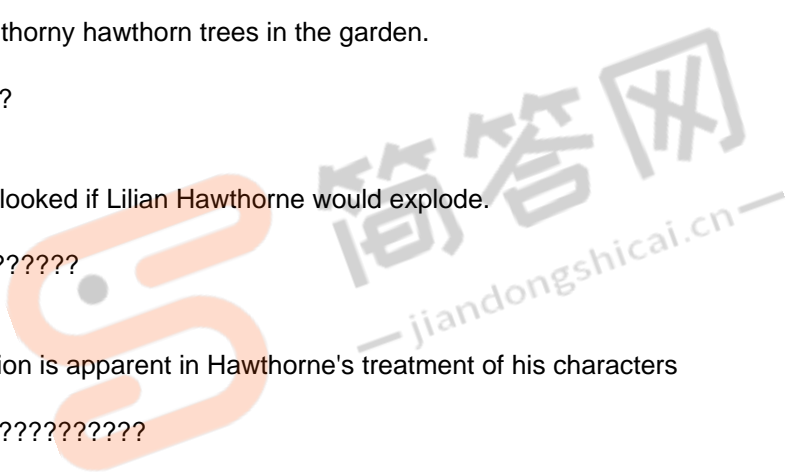 thorny hawthorn trees in the garden.
?
looked if Lilian Hawthorne would explode.
??????
ion is apparent in Hawthorne's treatment of his characters
??????????
简答网
jiandongshicai.cn